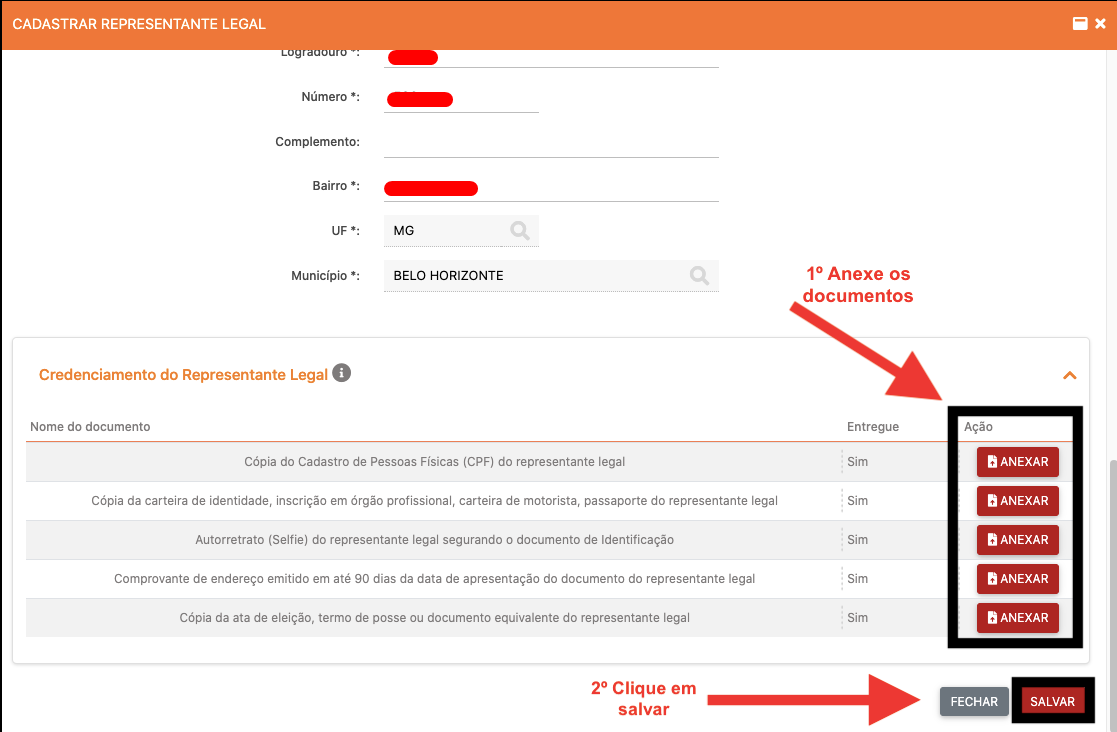 CADASTRAR REPRESENTANTE LEGAL
Logradouro *:
Número *:
Complemento:
Bairro *:
UF *: MG
Município *: BELO HORIZONTE
1º Anexe os
documentos
Credenciamento do Representante Legal
Nome do documento Entregue Ação
Cópia do Cadastro de Pessoas Físicas (CPF) do representante legal Sim ANEXAR
Cópia da carteira de identidade, inscrição em órgão profissional, carteira de motorista, passaporte do representante legal Sim ANEXAR
Autorretrato (Selfie) do representante legal segurando o documento de Identificação Sim ANEXAR
Comprovante de endereço emitido em até 90 dias da data de apresentação do documento do representante legal Sim ANEXAR
Cópia da ata de eleição, termo de posse ou documento equivalente do representante legal Sim ANEXAR
2º Clique em
salvar
FECHAR SALVAR